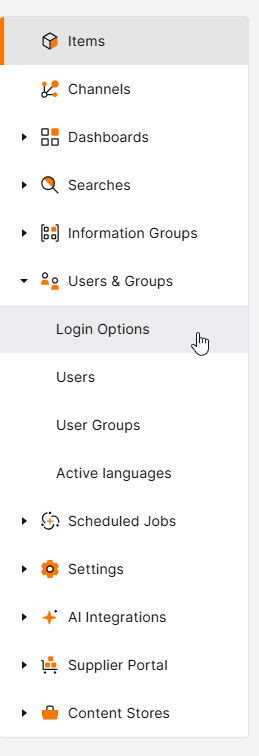 Items
Channels
Dashboards
Searches
Information Groups
Users & Groups
Login Options
Users
User Groups
Active languages
Scheduled Jobs
Settings
AI Integrations
Supplier Portal
Content Stores